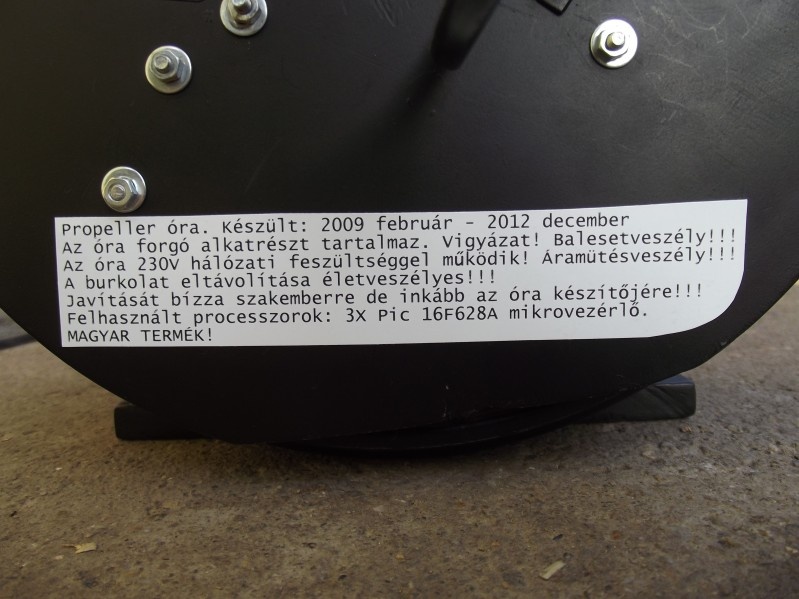 Propeller óra. Készült: 2009 február - 2012 december
Az óra forgó alkatrészt tartalmaz. Vigyázat! Balesetveszély!!!
Az óra 230V hálózati feszültséggel működik! Áramütésveszély!!!
A burkolat eltávolítása életveszélyes!!!
Javítását bízza szakemberre de inkább az óra készítőjére!!!
Felhasznált processzorok: 3X Pic 16F628A mikrovezérlő.
MAGYAR TERMÉK!